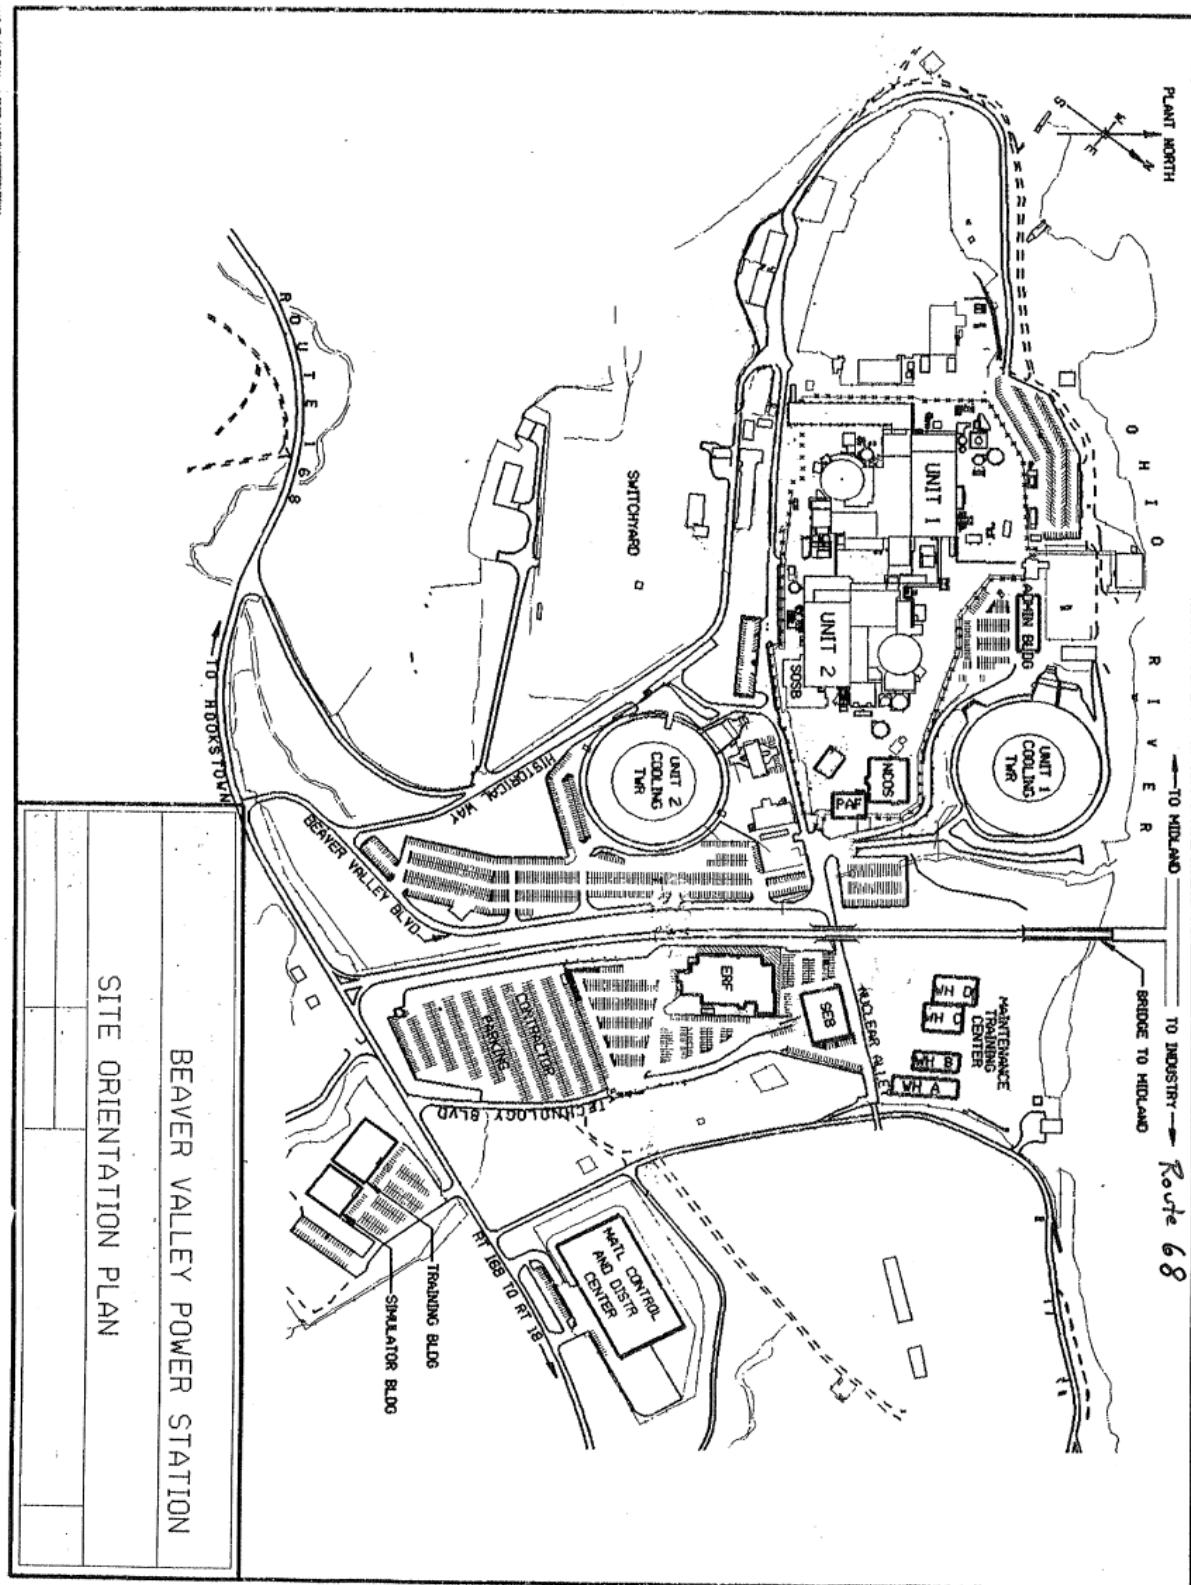 PLANT NORTH
S
W
E
N
OHIO RIVER
TO MIDLAND
TO INDUSTRY
Route 68
BRIDGE TO MIDLAND
UNIT 1
ADMIN BLDG
UNIT 2
SOSB
UNIT 1
COOLING
TWR
NCOS
PAF
SWITCHYARD
UNIT 2
COOLING
TWR
HISTORICAL WAY
BEAVER VALLEY BLVD
ROUTE 168
TO HOOKSTOWN
MAINTENANCE
TRAINING
CENTER
WH D
WH C
WH B
WH A
ERF
SEB
CONTRACTOR
PARKING
TECHNOLOGY BLVD
MATL CONTROL
AND DISTR
CENTER
RT 168 TO RT 18
TRAINING BLDG
SIMULATOR BLDG
BEAVER VALLEY POWER STATION
SITE ORIENTATION PLAN